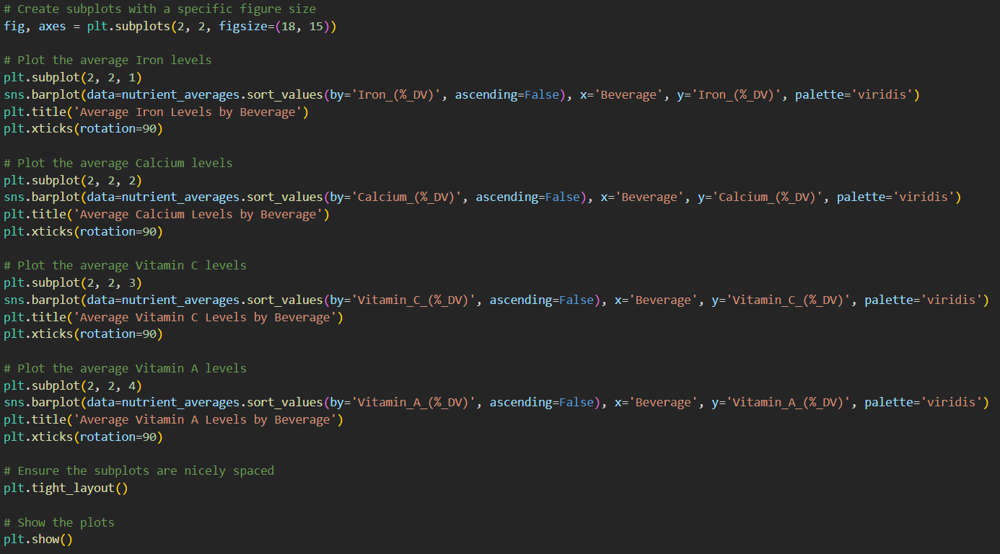 # Create subplots with a specific figure size
fig, axes = plt.subplots(2, 2, figsize=(18, 15))
# Plot the average Iron levels
plt.subplot(2, 2, 1)
sns.barplot(data=nutrient_averages.sort_values(by='Iron_(%_DV)', ascending=False), x='Beverage', y='Iron_(%_DV)', palette='viridis')
plt.title('Average Iron Levels by Beverage')
plt.xticks(rotation=90)
# Plot the average Calcium levels
plt.subplot(2, 2, 2)
sns.barplot(data=nutrient_averages.sort_values(by='Calcium_(%_DV)', ascending=False), x='Beverage', y='Calcium_(%_DV)', palette='viridis')
plt.title('Average Calcium Levels by Beverage')
plt.xticks(rotation=90)
# Plot the average Vitamin C levels
plt.subplot(2, 2, 3)
sns.barplot(data=nutrient_averages.sort_values(by='Vitamin_C_(%_DV)', ascending=False), x='Beverage', y='Vitamin_C_(%_DV)', palette='viridis')
plt.title('Average Vitamin C Levels by Beverage')
plt.xticks(rotation=90)
# Plot the average Vitamin A levels
plt.subplot(2, 2, 4)
sns.barplot(data=nutrient_averages.sort_values(by='Vitamin_A_(%_DV)', ascending=False), x='Beverage', y='Vitamin_A_(%_DV)', palette='viridis')
plt.title('Average Vitamin A Levels by Beverage')
plt.xticks(rotation=90)
# Ensure the subplots are nicely spaced
plt.tight_layout()
# Show the plots
plt.show()